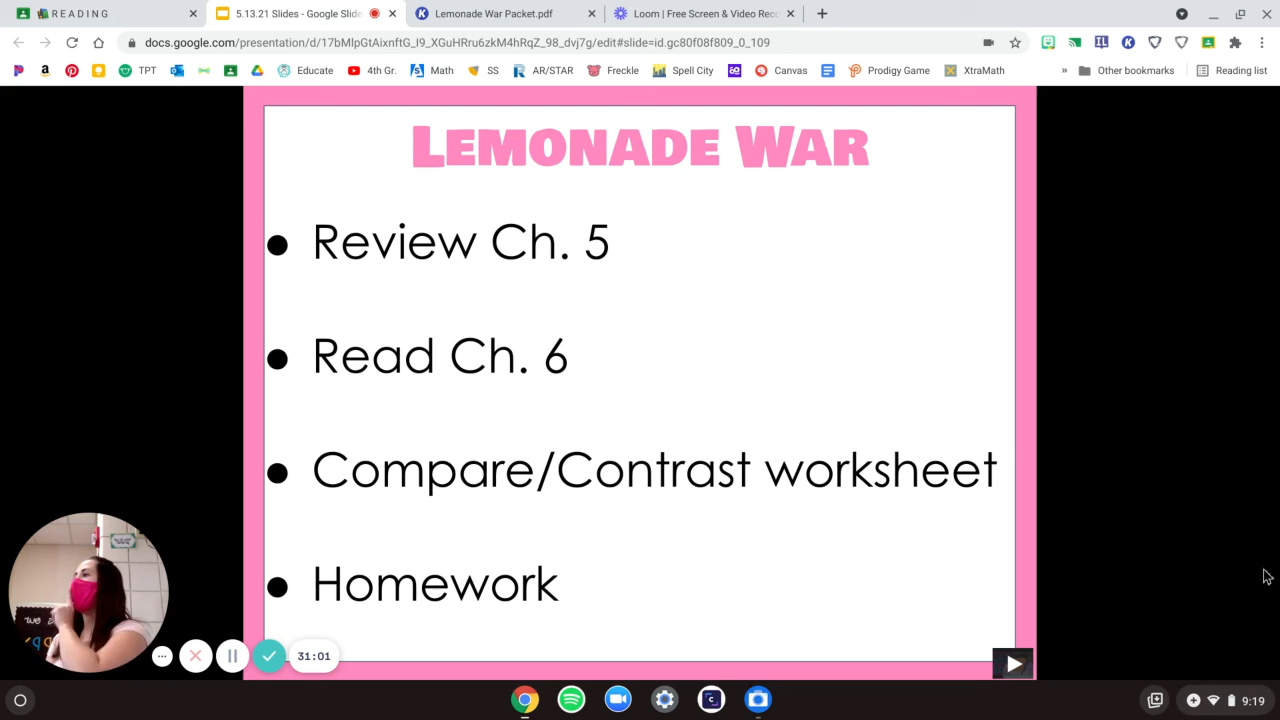 READING
5.13.21 Slides - Google Slide
Lemonade War Packet.pdf
Loom | Free Screen & Video Rec
docs.google.com/presentation/d/17bMlpGtAixnftG_I9_XGuHRru6zkM4hRqZ_98_dvj7g/edit#slide=id.gc80f08f809_0_109
TPT
Educate
4th Gr.
Math
SS
AR/STAR
Freckle
Spell City
Canvas
Prodigy Game
XtraMath
»
Other bookmarks
Reading list
LEMONADE WAR
● Review Ch. 5
● Read Ch. 6
● Compare/Contrast worksheet
● Homework
we
31:01
9:19